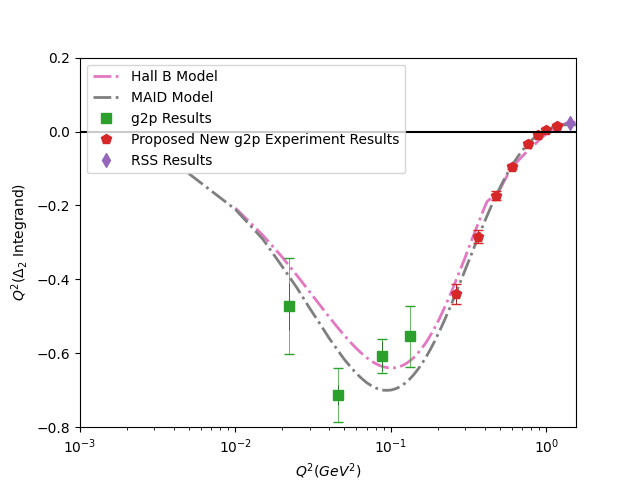 0.2
0.0
−0.2
−0.4
−0.6
−0.8
Q²(Δ₂ Integrand)
Hall B Model
MAID Model
g2p Results
Proposed New g2p Experiment Results
RSS Results
10⁻³ 10⁻² 10⁻¹ 10⁰
Q²(GeV²)